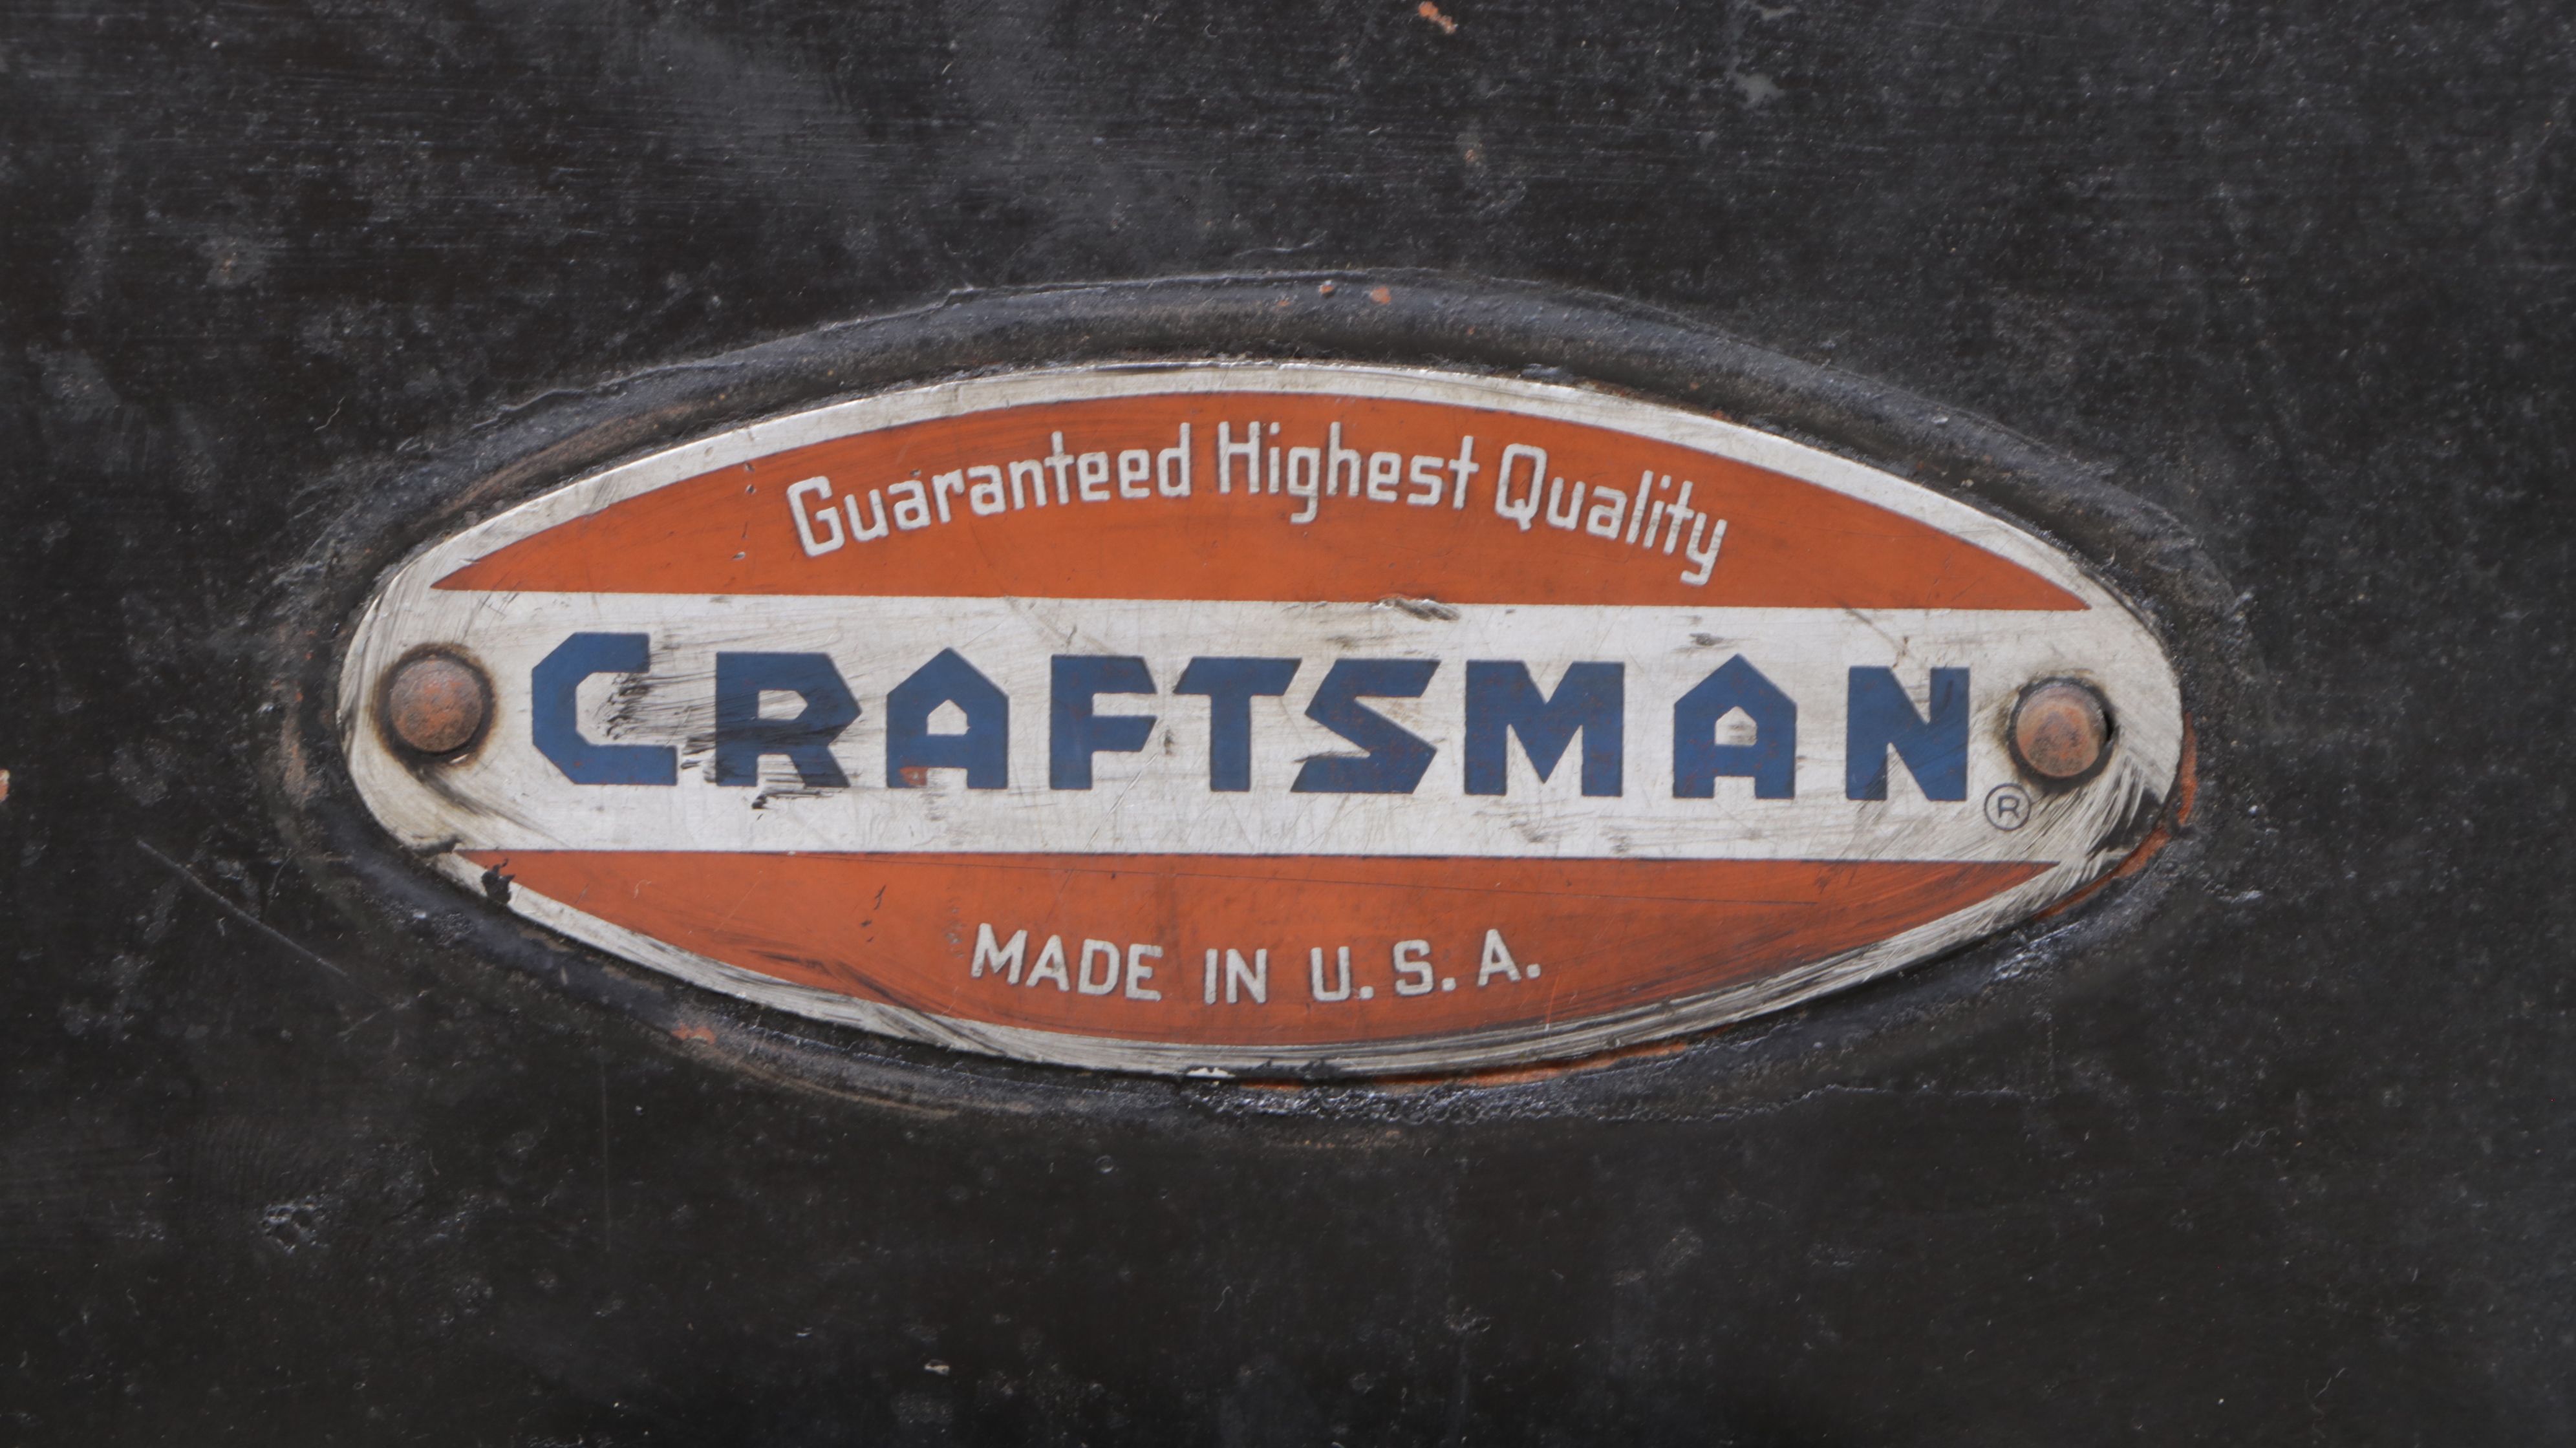 Guaranteed Highest Quality
CRAFTSMAN®
MADE IN U.S.A.